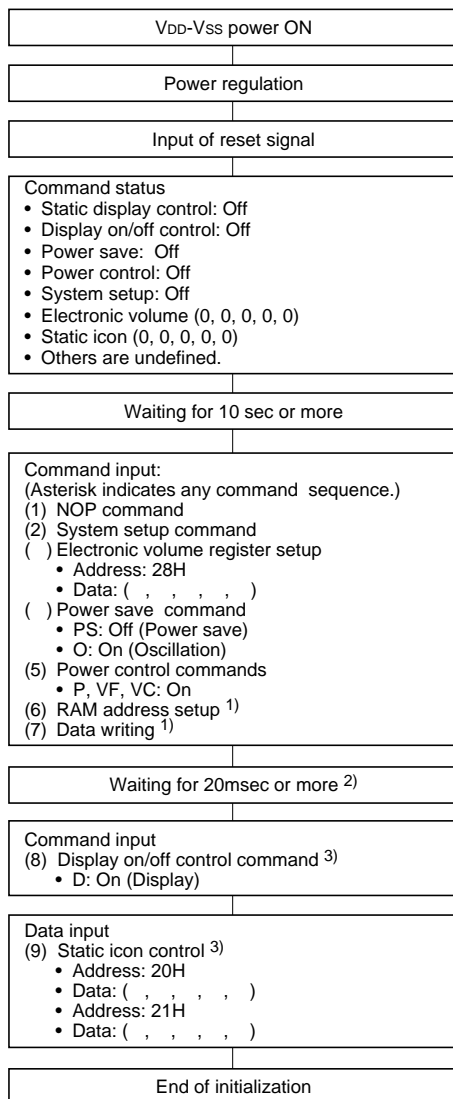 VDD-VSS power ON
Power regulation
Input of reset signal
Command status
• Static display control: Off
• Display on/off control: Off
• Power save: Off
• Power control: Off
• System setup: Off
• Electronic volume (0, 0, 0, 0, 0)
• Static icon (0, 0, 0, 0, 0)
• Others are undefined.
Waiting for 10 sec or more
Command input:
(Asterisk indicates any command sequence.)
(1) NOP command
(2) System setup command
( ) Electronic volume register setup
• Address: 28H
• Data: ( , , , , )
( ) Power save command
• PS: Off (Power save)
• O: On (Oscillation)
(5) Power control commands
• P, VF, VC: On
(6) RAM address setup 1)
(7) Data writing 1)
Waiting for 20msec or more 2)
Command input
(8) Display on/off control command 3)
• D: On (Display)
Data input
(9) Static icon control 3)
• Address: 20H
• Data: ( , , , , )
• Address: 21H
• Data: ( , , , , )
End of initialization